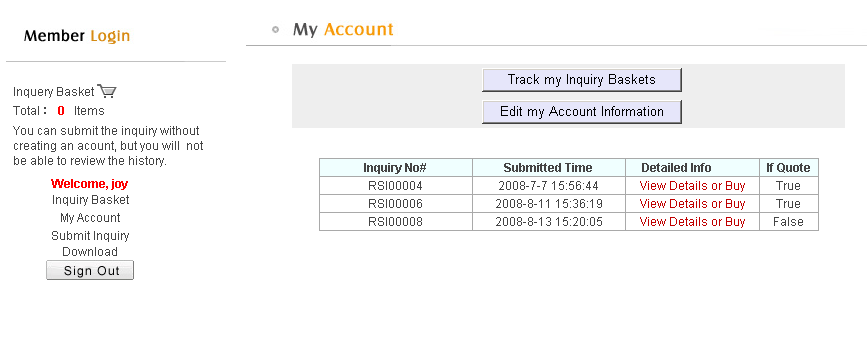 Member Login
Inquery Basket
Total : 0 Items
You can submit the inquiry without
creating an acount, but you will not
be able to review the history.
Welcome, joy
Inquiry Basket
My Account
Submit Inquiry
Download
Sign Out
My Account
Track my Inquiry Baskets
Edit my Account Information
Inquiry No# Submitted Time Detailed Info If Quote
RSI00004 2008-7-7 15:56:44 View Details or Buy True
RSI00006 2008-8-11 15:36:19 View Details or Buy True
RSI00008 2008-8-13 15:20:05 View Details or Buy False